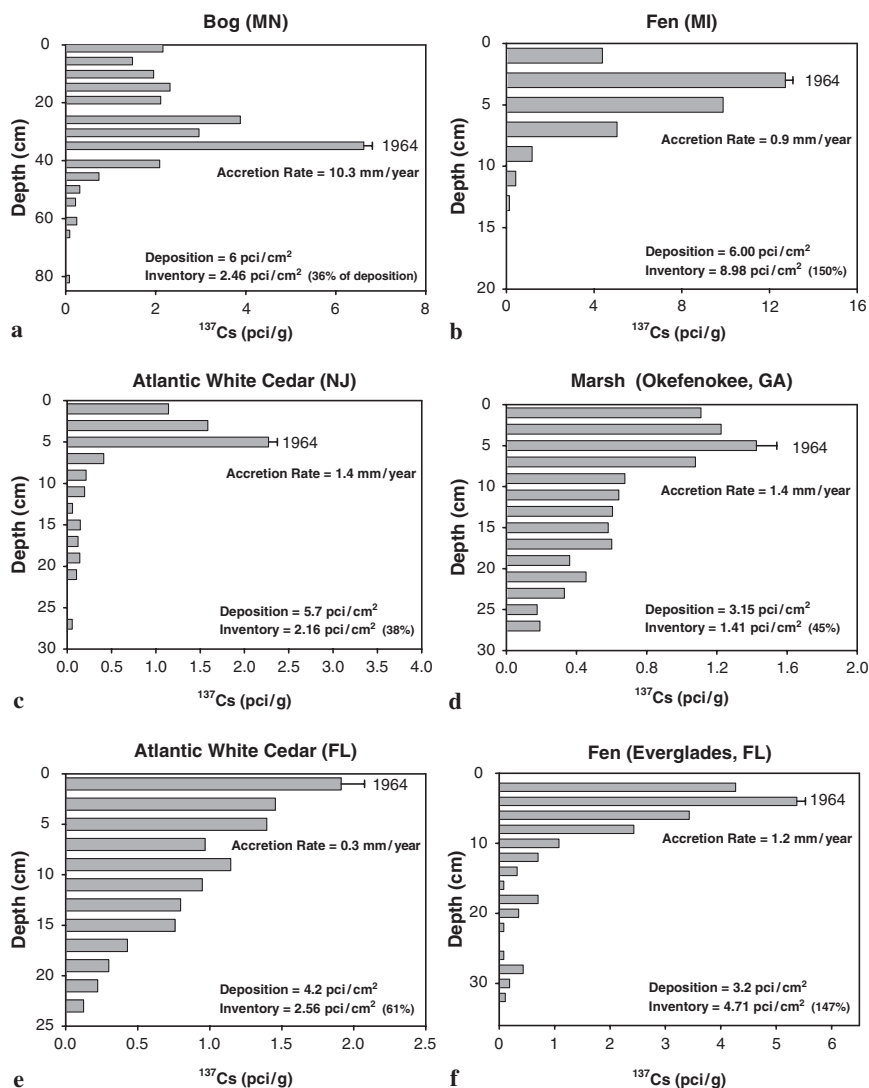 Bog (MN)
0
20
40
60
80
Depth (cm)
1964
Accretion Rate = 10.3 mm/year
Deposition = 6 pci/cm²
Inventory = 2.46 pci/cm² (36% of deposition)
0 2 4 6 8
¹³⁷Cs (pci/g)
a
Fen (MI)
0
5
10
15
20
Depth (cm)
1964
Accretion Rate = 0.9 mm/year
Deposition = 6.00 pci/cm²
Inventory = 8.98 pci/cm² (150%)
0 4 8 12 16
¹³⁷Cs (pci/g)
b
Atlantic White Cedar (NJ)
0
5
10
15
20
25
30
Depth (cm)
1964
Accretion Rate = 1.4 mm/year
Deposition = 5.7 pci/cm²
Inventory = 2.16 pci/cm² (38%)
0.0 0.5 1.0 1.5 2.0 2.5 3.0 3.5 4.0
¹³⁷Cs (pci/g)
c
Marsh (Okefenokee, GA)
0
5
10
15
20
25
30
Depth (cm)
1964
Accretion Rate = 1.4 mm/year
Deposition = 3.15 pci/cm²
Inventory = 1.41 pci/cm² (45%)
0.0 0.4 0.8 1.2 1.6 2.0
¹³⁷Cs (pci/g)
d
Atlantic White Cedar (FL)
0
5
10
15
20
25
Depth (cm)
1964
Accretion Rate = 0.3 mm/year
Deposition = 4.2 pci/cm²
Inventory = 2.56 pci/cm² (61%)
0.0 0.5 1.0 1.5 2.0 2.5
¹³⁷Cs (pci/g)
e
Fen (Everglades, FL)
0
10
20
30
Depth (cm)
1964
Accretion Rate = 1.2 mm/year
Deposition = 3.2 pci/cm²
Inventory = 4.71 pci/cm² (147%)
0 1 2 3 4 5 6
¹³⁷Cs (pci/g)
f